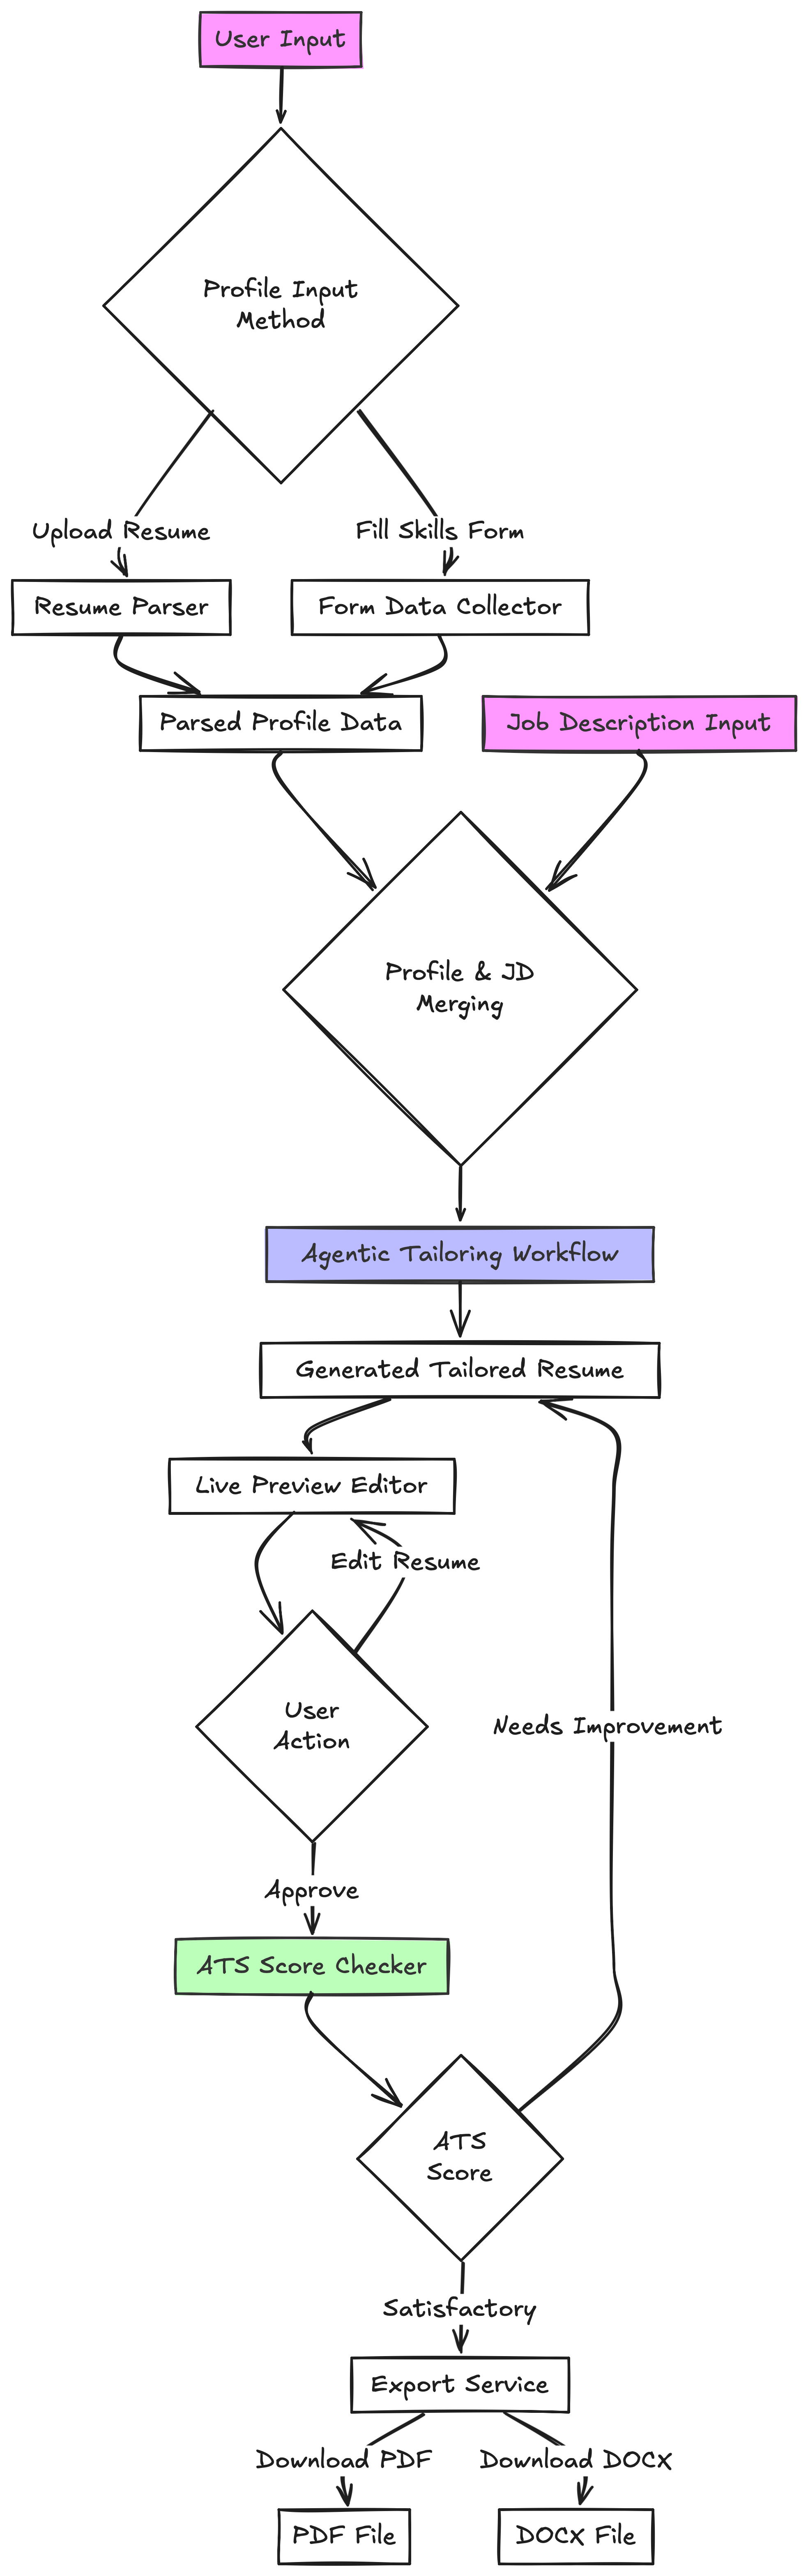 User Input
Profile Input
Method
Upload Resume
Fill Skills Form
Resume Parser
Form Data Collector
Parsed Profile Data
Job Description Input
Profile & JD
Merging
Agentic Tailoring Workflow
Generated Tailored Resume
Live Preview Editor
Edit Resume
User
Action
Needs Improvement
Approve
ATS Score Checker
ATS
Score
Satisfactory
Export Service
Download PDF
Download DOCX
PDF File
DOCX File